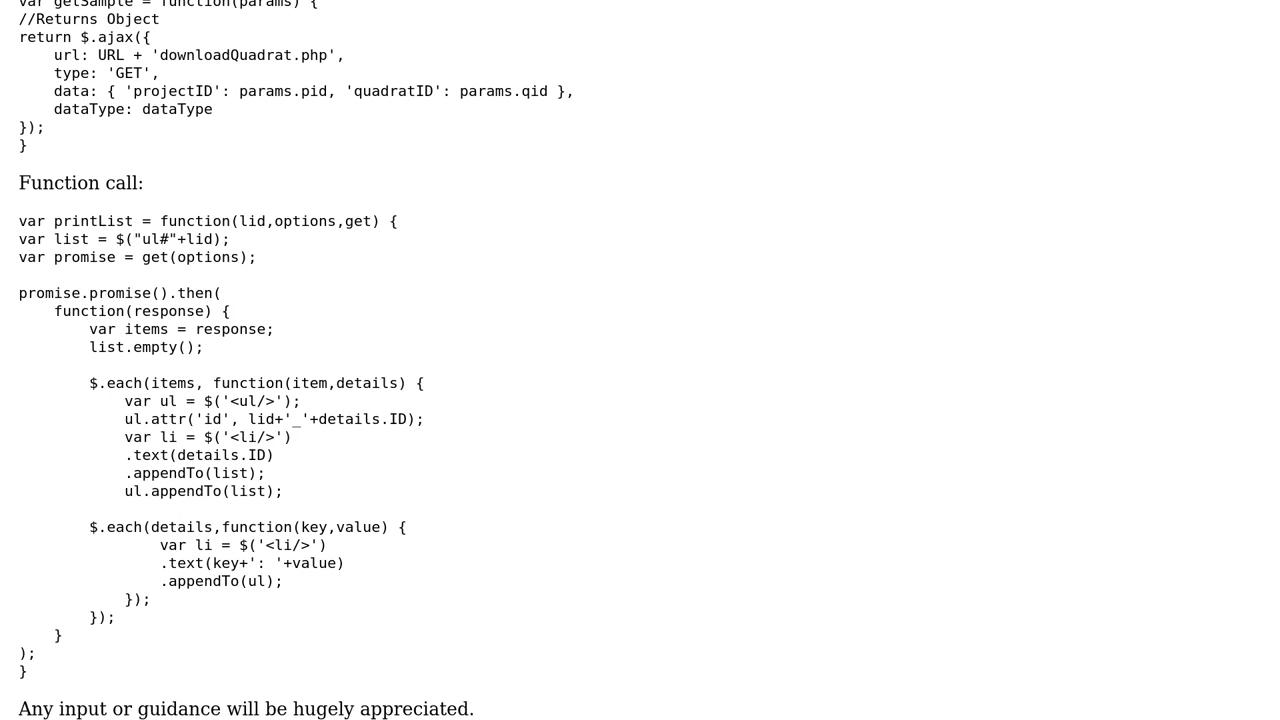 var getSample = function(params) {
//Returns Object
return $.ajax({
    url: URL + 'downloadQuadrat.php',
    type: 'GET',
    data: { 'projectID': params.pid, 'quadratID': params.qid },
    dataType: dataType
});
}
Function call:
var printList = function(lid,options,get) {
var list = $("ul#"+lid);
var promise = get(options);

promise.promise().then(
    function(response) {
        var items = response;
        list.empty();

        $.each(items, function(item,details) {
            var ul = $('<ul/>');
            ul.attr('id', lid+'_'+details.ID);
            var li = $('<li/>')
            .text(details.ID)
            .appendTo(list);
            ul.appendTo(list);

        $.each(details,function(key,value) {
                var li = $('<li/>')
                .text(key+': '+value)
                .appendTo(ul);
            });
        });
    }
);
}
Any input or guidance will be hugely appreciated.